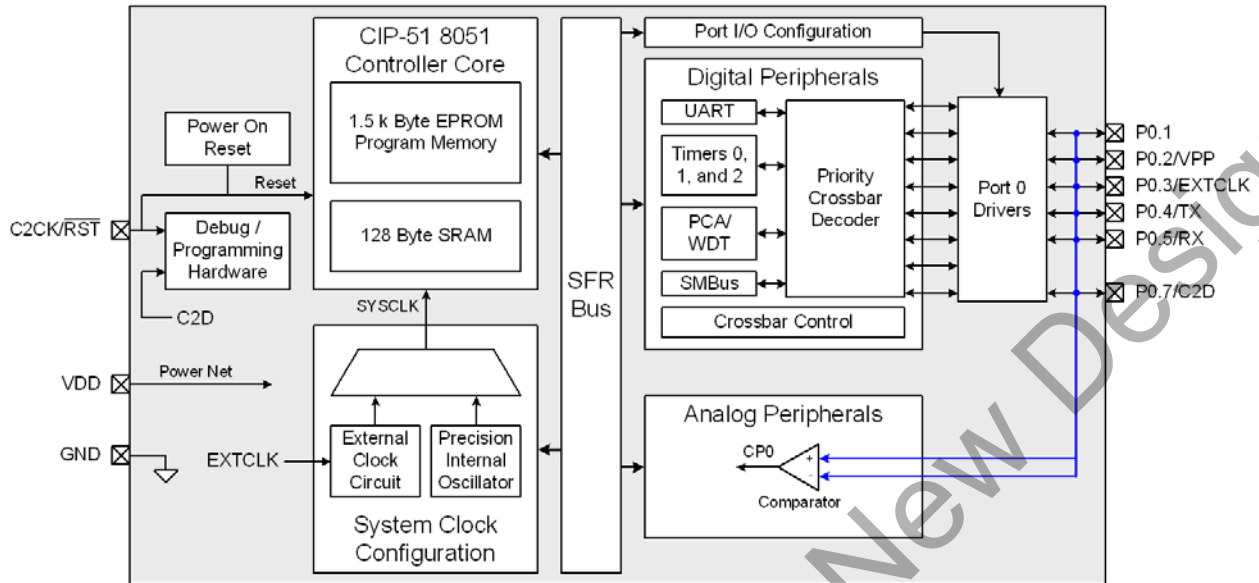 CIP-51 8051
Controller Core
1.5 k Byte EPROM
Program Memory
128 Byte SRAM
Power On
Reset
Reset
C2CK/RST
Debug /
Programming
Hardware
C2D
VDD
Power Net
GND
SYSCLK
EXTCLK
External
Clock
Circuit
Precision
Internal
Oscillator
System Clock
Configuration
SFR
Bus
Port I/O Configuration
Digital Peripherals
UART
Timers 0,
1, and 2
PCA/
WDT
SMBus
Priority
Crossbar
Decoder
Crossbar Control
Port 0
Drivers
P0.1
P0.2/VPP
P0.3/EXTCLK
P0.4/TX
P0.5/RX
P0.7/C2D
Analog Peripherals
CP0
+
-
Comparator
New Desig